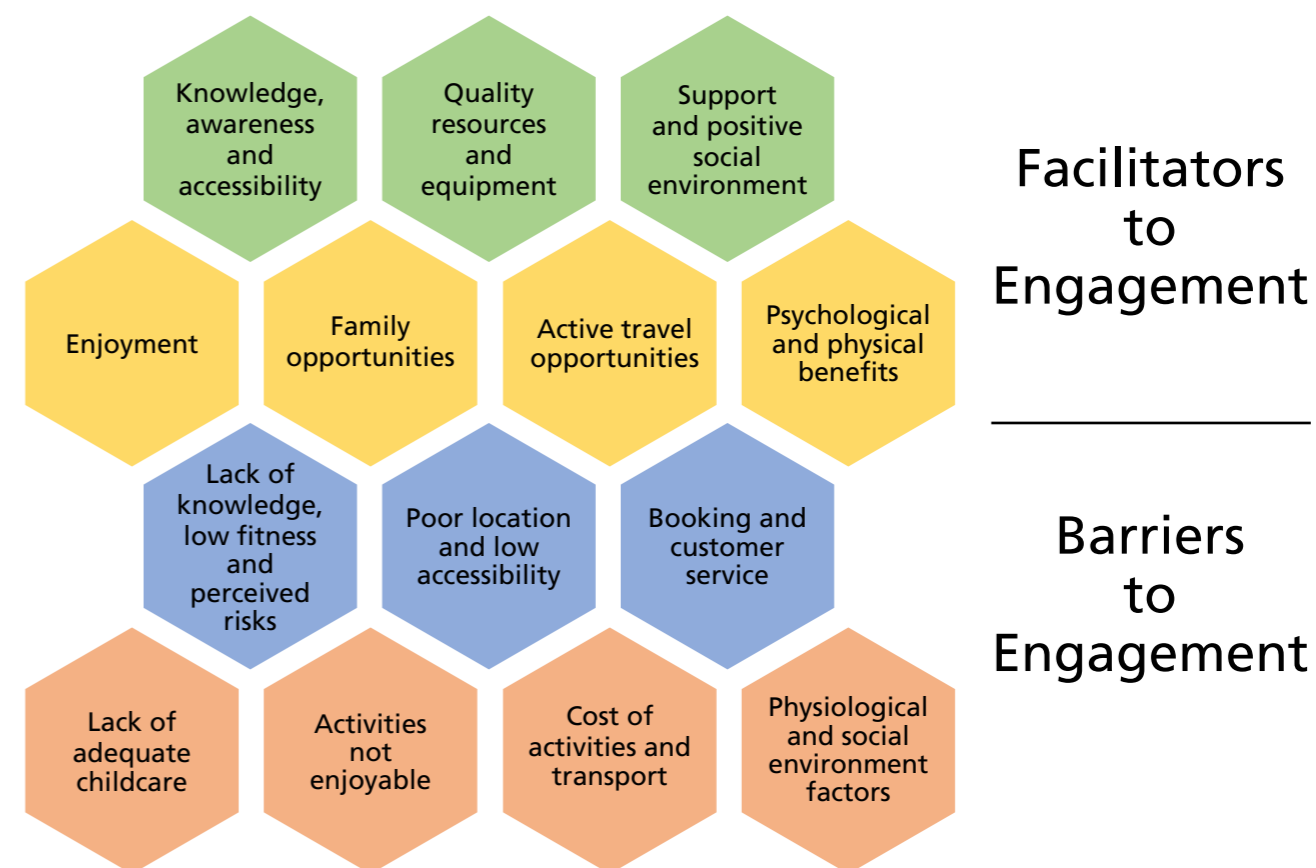 Knowledge,
awareness
and
accessibility
Quality
resources
and
equipment
Support
and positive
social
environment
Facilitators
to
Engagement
Enjoyment
Family
opportunities
Active travel
opportunities
Psychological
and physical
benefits
Lack of
knowledge,
low fitness
and
perceived
risks
Poor location
and low
accessibility
Booking and
customer
service
Barriers
to
Engagement
Lack of
adequate
childcare
Activities
not
enjoyable
Cost of
activities and
transport
Physiological
and social
environment
factors